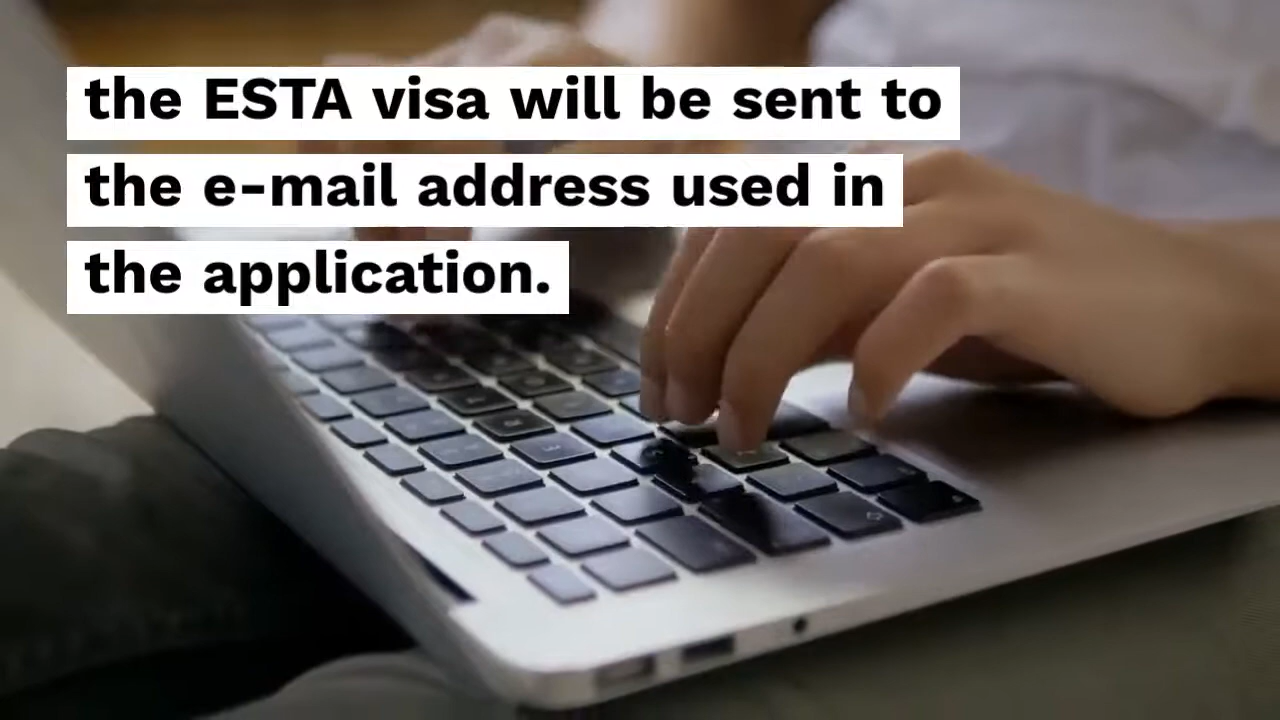 the ESTA visa will be sent to
the e-mail address used in
the application.